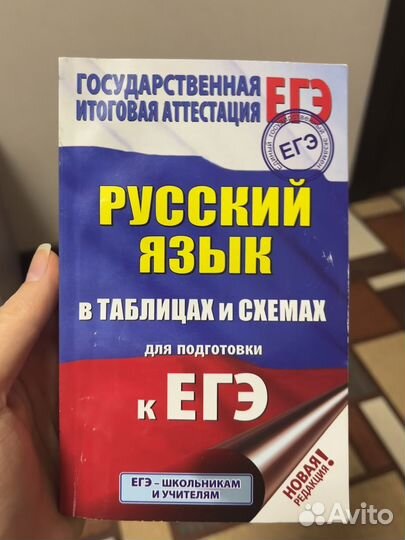 ГОСУДАРСТВЕННАЯ
ИТОГОВАЯ АТТЕСТАЦИЯ
ЕГЭ
ЕГЭ
РУССКИЙ
ЯЗЫК
в ТАБЛИЦАХ и СХЕМАХ
для подготовки
к ЕГЭ
ЕГЭ – ШКОЛЬНИКАМ
И УЧИТЕЛЯМ
НОВАЯ
РЕДАКЦИЯ!
Avito